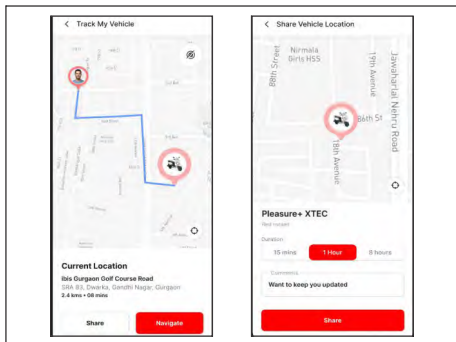 Track My Vehicle
Current Location
Ibis Gurgaon Golf Course Road
SRA 93, Dwarka, Gandhi Nagar, Gurgaon
2.4 kms • 08 mins
Share
Navigate
Share Vehicle Location
Nirmala
Girls HSS
88th Street
19th Avenue
Jawaharlal Nehru Road
86th St
18th Avenue
Pleasure+ XTEC
Duration
15 mins
1 Hour
8 hours
Comments
Want to keep you updated
Share